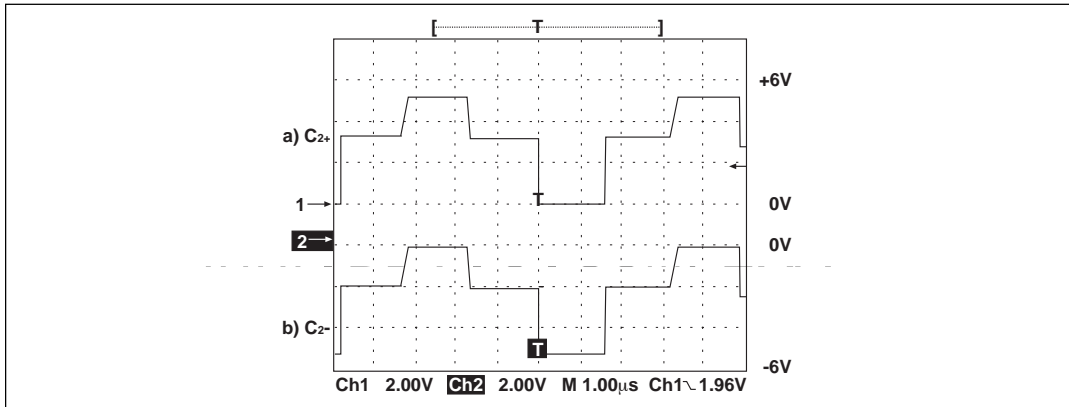 [ T ]
+6V
a) C2+
T
1
0V
2
0V
b) C2-
T
-6V
Ch1 2.00V Ch2 2.00V M 1.00μs Ch1 1.96V